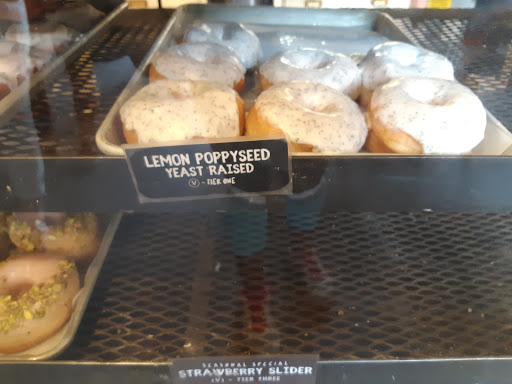 LEMON POPPYSEED
YEAST RAISED
(V) - TIER ONE
SEASONAL SPECIAL
STRAWBERRY SLIDER
(V) - TIER THREE